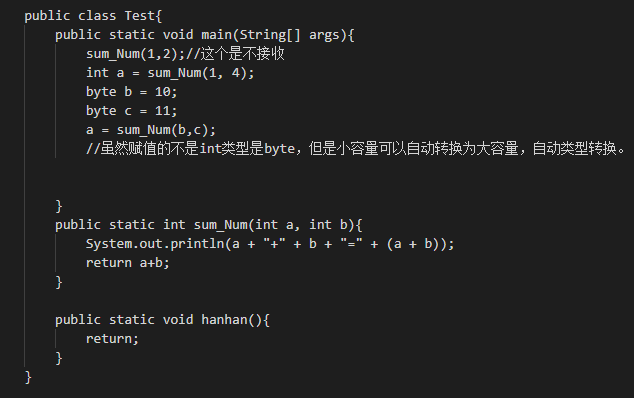 public class Test{
    public static void main(String[] args){
        sum_Num(1,2);//这个是不接收
        int a = sum_Num(1, 4);
        byte b = 10;
        byte c = 11;
        a = sum_Num(b,c);
        //虽然赋值的不是int类型是byte，但是小容量可以自动转换为大容量，自动类型转换。
    }
    public static int sum_Num(int a, int b){
        System.out.println(a + "+" + b + "=" + (a + b));
        return a+b;
    }
    public static void hanhan(){
        return;
    }
}